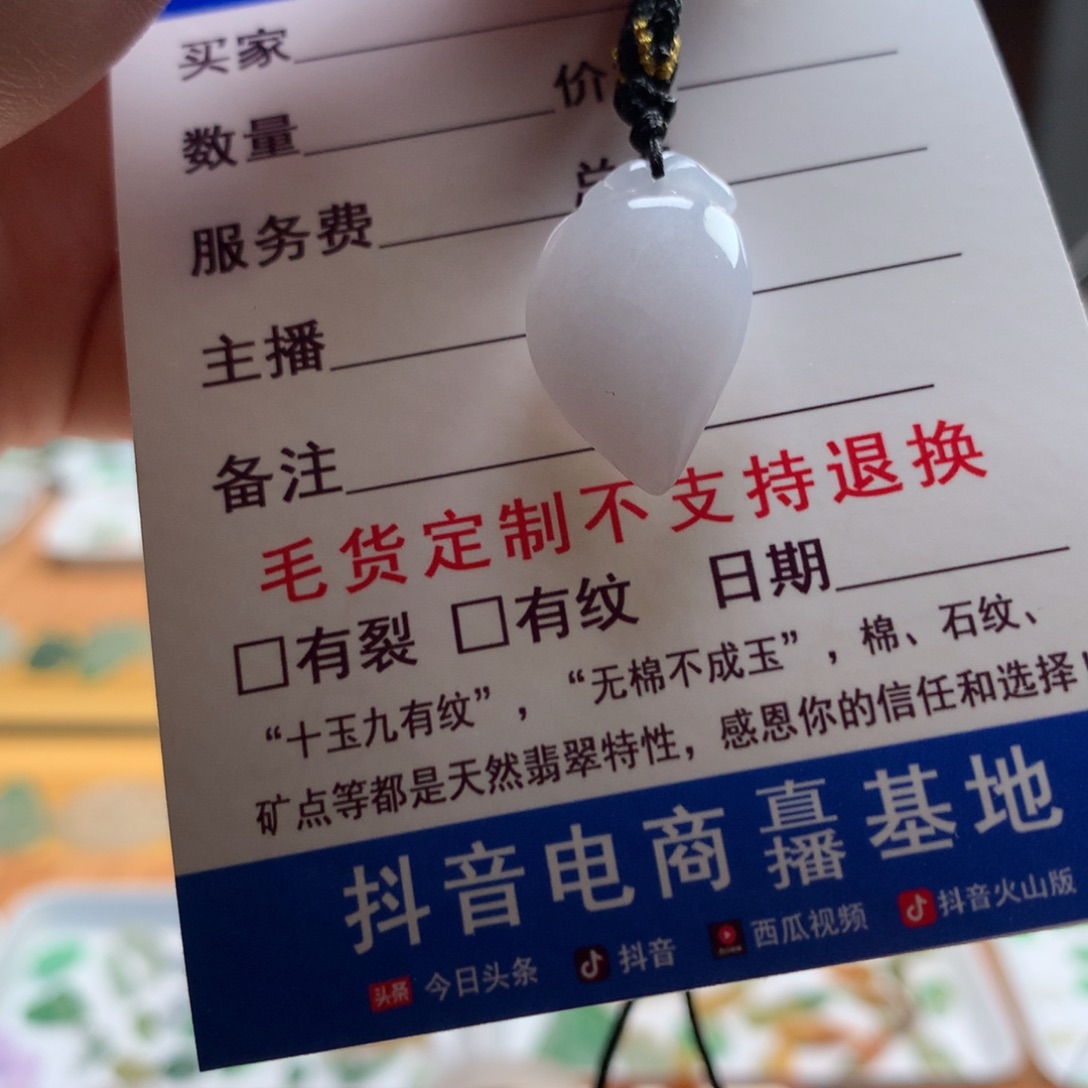 买家
价
数量
总
服务费
主播
备注
毛货定制不支持退换
□有裂 □有纹 日期
“十玉九有纹”，“无棉不成玉”，棉、石纹、
矿点等都是天然翡翠特性，感恩你的信任和选择！
抖音电商直播基地
头条 今日头条 抖音 西瓜视频 抖音火山版